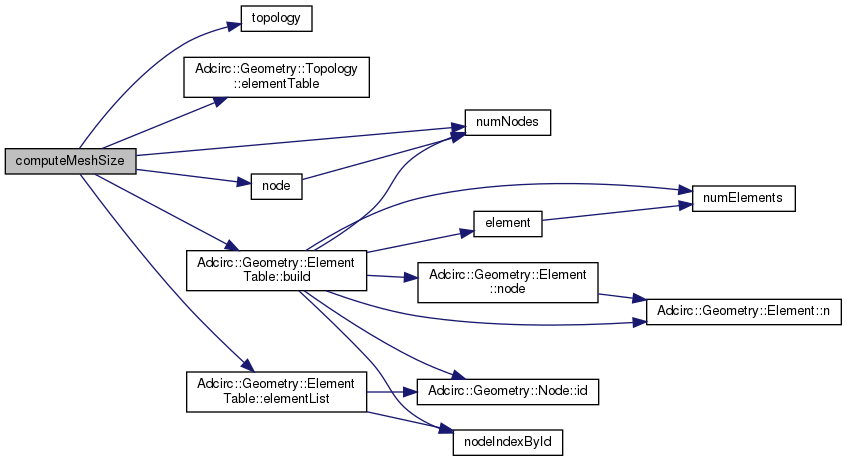 topology
Adcirc::Geometry::Topology
::elementTable
numNodes
computeMeshSize
node
numElements
element
Adcirc::Geometry::Element
Table::build
Adcirc::Geometry::Element
::node
Adcirc::Geometry::Element::n
Adcirc::Geometry::Element
Table::elementList
Adcirc::Geometry::Node::id
nodeIndexById